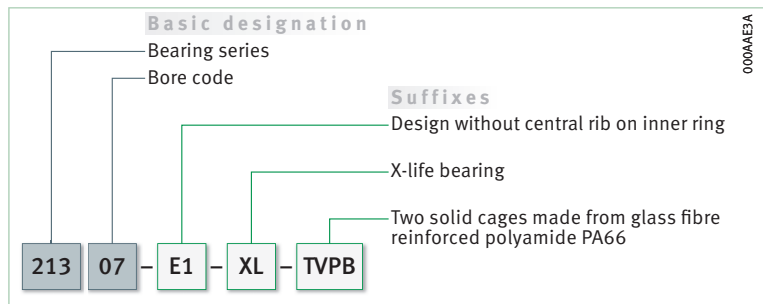 Basic designation
Bearing series
Bore code
000AAE3A
Suffixes
Design without central rib on inner ring
X-life bearing
Two solid cages made from glass fibre
reinforced polyamide PA66
213 07 – E1 – XL – TVPB